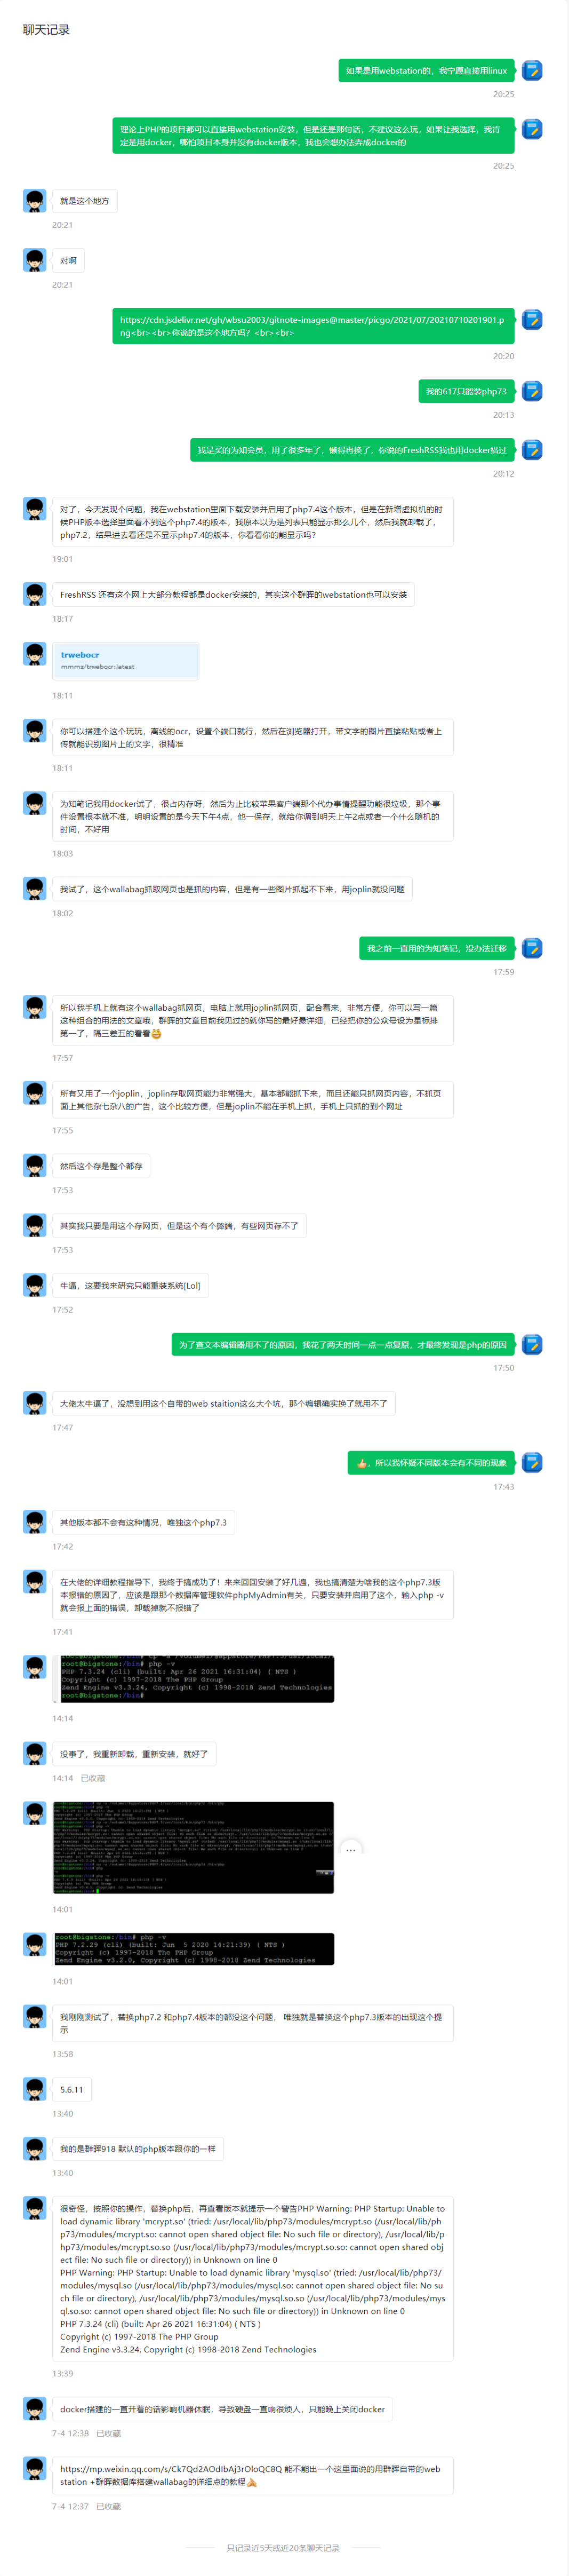 聊天记录
如果是用webstation的，我宁愿直接用linux
20:25
理论上PHP的项目都可以直接用webstation安装，但是还是那句话，不建议这么玩，如果让我选择，我肯
定是用docker，哪怕项目本身并没有docker版本，我也会想办法弄成docker的
20:25
就是这个地方
20:21
对啊
20:21
https://cdn.jsdelivr.net/gh/wbsu2003/gitnote-images@master/picgo/2021/07/20210710201901.p
ng<br><br>你说的是这个地方吗？<br><br>
20:20
我的617只能装php73
20:13
我是买的为知会员，用了很多年了，懒得再换了，你说的FreshRSS我也用docker搭过
20:12
对了，今天发现个问题，我在webstation里面下载安装并启用了php7.4这个版本，但是在新增虚拟机的时
候PHP版本选择里面看不到这个php7.4的版本，我原本以为是列表只能显示那么几个，然后我就卸载了，
php7.2，结果进去看还是不显示php7.4的版本，你看看你的能显示吗？
19:01
FreshRSS 还有这个网上大部分教程都是docker安装的，其实这个群晖的webstation也可以安装
18:17
trwebocr
mmmz/trwebocr:latest
18:11
你可以搭建个这个玩玩，离线的ocr，设置个端口就行，然后在浏览器打开，带文字的图片直接粘贴或者上
传就能识别图片上的文字，很精准
18:11
为知笔记我用docker试了，很占内存呀，然后为止比较苹果客户端那个代办事情提醒功能很垃圾，那个事
件设置根本就不准，明明设置的是今天下午4点，他一保存，就给你调到明天上午2点或者一个什么随机的
时间，不好用
18:03
我试了，这个wallabag抓取网页也是抓的内容，但是有一些图片抓起不下来，用joplin就没问题
18:02
我之前一直用的为知笔记，没办法迁移
17:59
所以我手机上就有这个wallabag抓网页，电脑上就用joplin抓网页，配合着来，非常方便，你可以写一篇
这种组合的用法的文章哦，群晖的文章目前我见过的就你写的最好最详细，已经把你的公众号设为星标排
第一了，隔三差五的看看
17:57
所有又用了一个joplin，joplin存取网页能力非常强大，基本都能抓下来，而且还能只抓网页内容，不抓页
面上其他杂七杂八的广告，这个比较方便，但是joplin不能在手机上抓，手机上只抓的到个网址
17:55
然后这个存是整个都存
17:53
其实我只要是用这个存网页，但是这个有个弊端，有些网页存不了
17:53
牛逼，这要我来研究只能重装系统[Lol]
17:52
为了查文本编辑器用不了的原因，我花了两天时间一点一点复原，才最终发现是php的原因
17:50
大佬太牛逼了，没想到用这个自带的web staition这么大个坑，那个编辑确实换了就用不了
17:47
，所以我怀疑不同版本会有不同的现象
17:43
其他版本都不会有这种情况，唯独这个php7.3
17:42
在大佬的详细教程指导下，我终于搞成功了！来来回回安装了好几遍，我也搞清楚为啥我的这个php7.3版
本报错的原因了，应该是跟那个数据库管理软件phpMyAdmin有关，只要安装并启用了这个，输入php -v
就会报上面的错误，卸载掉就不报错了
17:41
root@bigstone:/bin# php -v
PHP 7.3.24 (cli) (built: Apr 26 2021 16:31:04) ( NTS )
Copyright (c) 1997-2018 The PHP Group
Zend Engine v3.3.24, Copyright (c) 1998-2018 Zend Technologies
root@bigstone:/bin#
14:14
没事了，我重新卸载，重新安装，就好了
14:14 已收藏
14:01
root@bigstone:/bin# php -v
PHP 7.2.29 (cli) (built: Jun 5 2020 14:21:39) ( NTS )
Copyright (c) 1997-2018 The PHP Group
Zend Engine v3.2.0, Copyright (c) 1998-2018 Zend Technologies
14:01
我刚刚测试了，替换php7.2 和php7.4版本的都没这个问题， 唯独就是替换这个php7.3版本的出现这个提
示
13:58
5.6.11
13:40
我的是群晖918 默认的php版本跟你的一样
13:40
很奇怪，按照你的操作，替换php后，再查看版本就提示一个警告PHP Warning: PHP Startup: Unable to
load dynamic library 'mcrypt.so' (tried: /usr/local/lib/php73/modules/mcrypt.so (/usr/local/lib/ph
p73/modules/mcrypt.so: cannot open shared object file: No such file or directory), /usr/local/lib/p
hp73/modules/mcrypt.so.so (/usr/local/lib/php73/modules/mcrypt.so.so: cannot open shared obj
ect file: No such file or directory)) in Unknown on line 0
PHP Warning: PHP Startup: Unable to load dynamic library 'mysql.so' (tried: /usr/local/lib/php73/
modules/mysql.so (/usr/local/lib/php73/modules/mysql.so: cannot open shared object file: No su
ch file or directory), /usr/local/lib/php73/modules/mysql.so.so (/usr/local/lib/php73/modules/mys
ql.so.so: cannot open shared object file: No such file or directory)) in Unknown on line 0
PHP 7.3.24 (cli) (built: Apr 26 2021 16:31:04) ( NTS )
Copyright (c) 1997-2018 The PHP Group
Zend Engine v3.3.24, Copyright (c) 1998-2018 Zend Technologies
13:39
docker搭建的一直开着的话影响机器休眠，导致硬盘一直响很烦人，只能晚上关闭docker
7-4 12:38 已收藏
https://mp.weixin.qq.com/s/Ck7Qd2AOdIbAj3rOloQC8Q 能不能出一个这里面说的用群晖自带的web
station +群晖数据库搭建wallabag的详细点的教程
7-4 12:37 已收藏
只记录近5天或近20条聊天记录